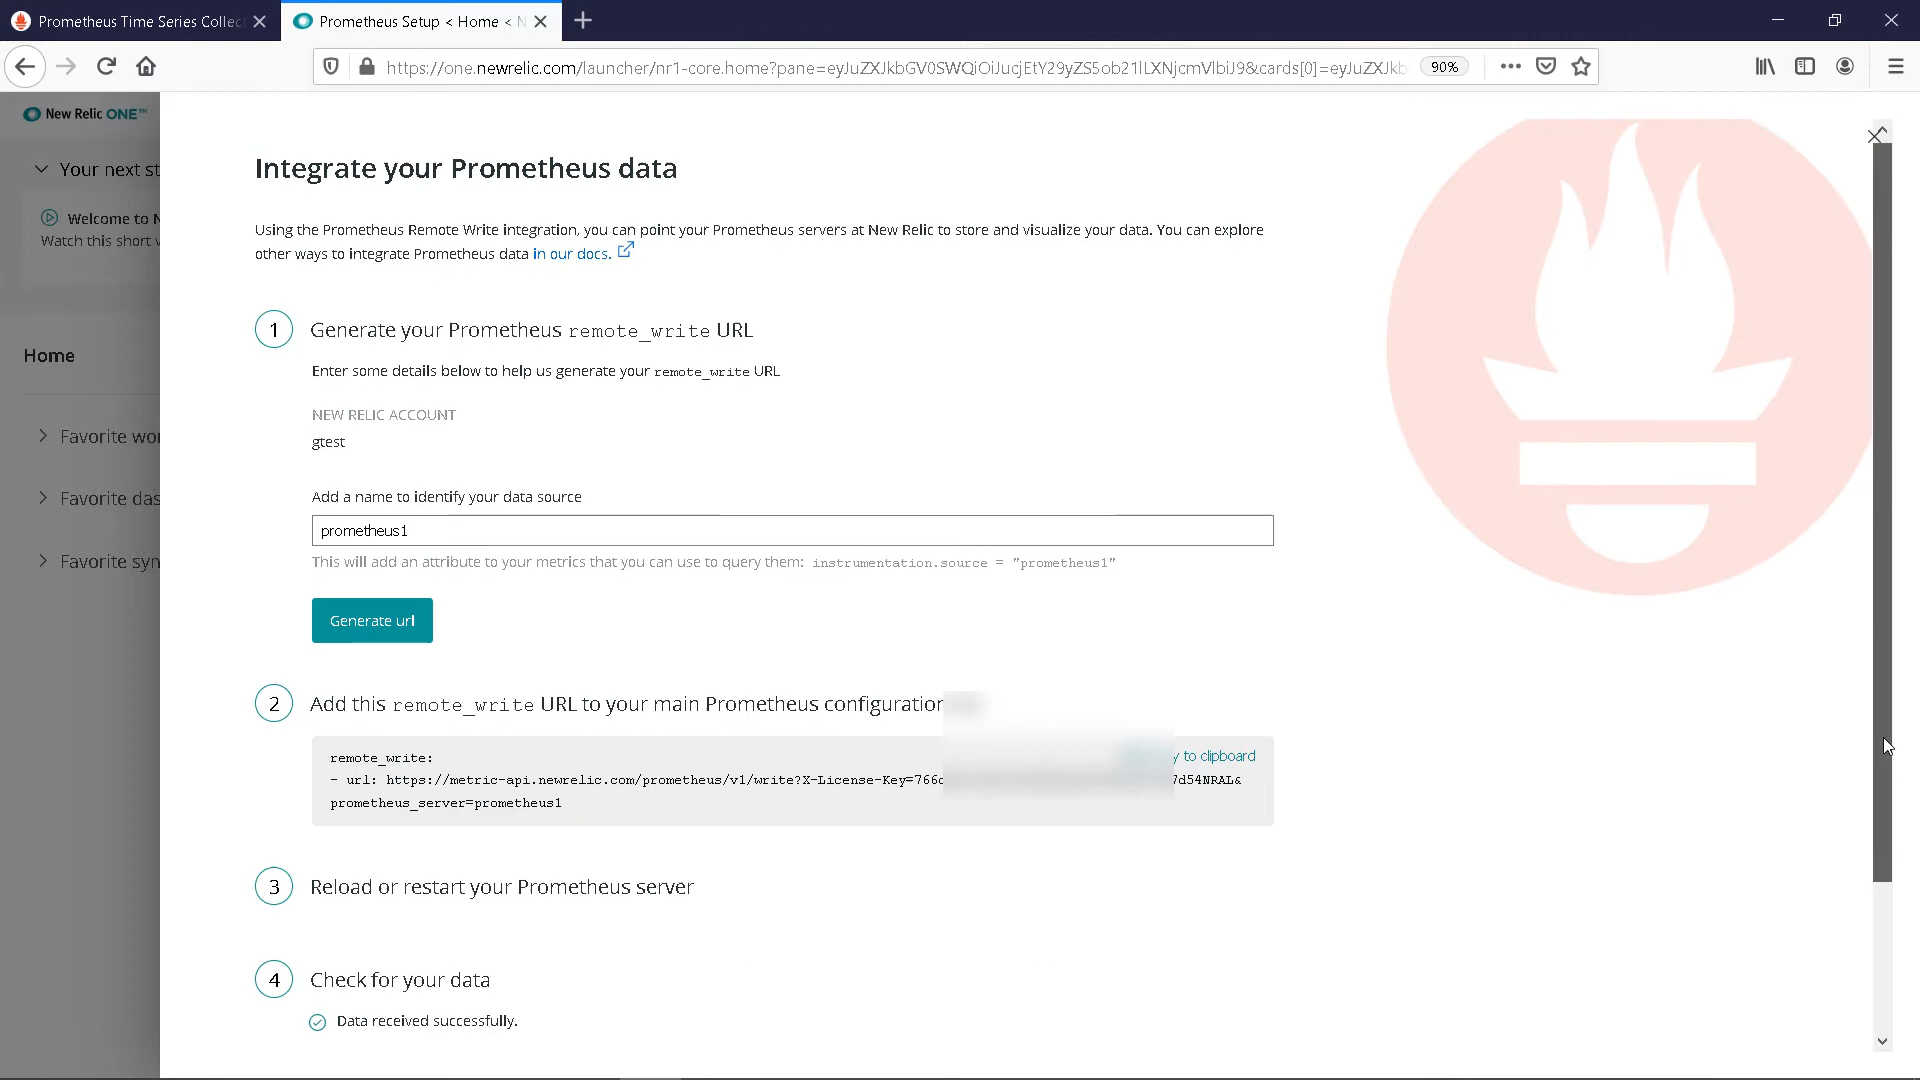 Prometheus Time Series Collec
Prometheus Setup < Home < N
https://one.newrelic.com/launcher/nr1-core.home?pane=eyJuZXJkbGV0SWQiOiJucjEtY29yZS5ob21lLXNjcmVlbiJ9&cards[0]=eyJuZXJkb
90%
New Relic ONE™
Your next st
Welcome to N
Watch this short v
Home
Favorite wor
Favorite das
Favorite syn
Integrate your Prometheus data
Using the Prometheus Remote Write integration, you can point your Prometheus servers at New Relic to store and visualize your data. You can explore
other ways to integrate Prometheus data in our docs.
1 Generate your Prometheus remote_write URL
Enter some details below to help us generate your remote_write URL
NEW RELIC ACCOUNT
gtest
Add a name to identify your data source
prometheus1
This will add an attribute to your metrics that you can use to query them: instrumentation.source = "prometheus1"
Generate url
2 Add this remote_write URL to your main Prometheus configuration
y to clipboard
remote_write:
- url: https://metric-api.newrelic.com/prometheus/v1/write?X-License-Key=766 7d54NRAL&
prometheus_server=prometheus1
3 Reload or restart your Prometheus server
4 Check for your data
Data received successfully.